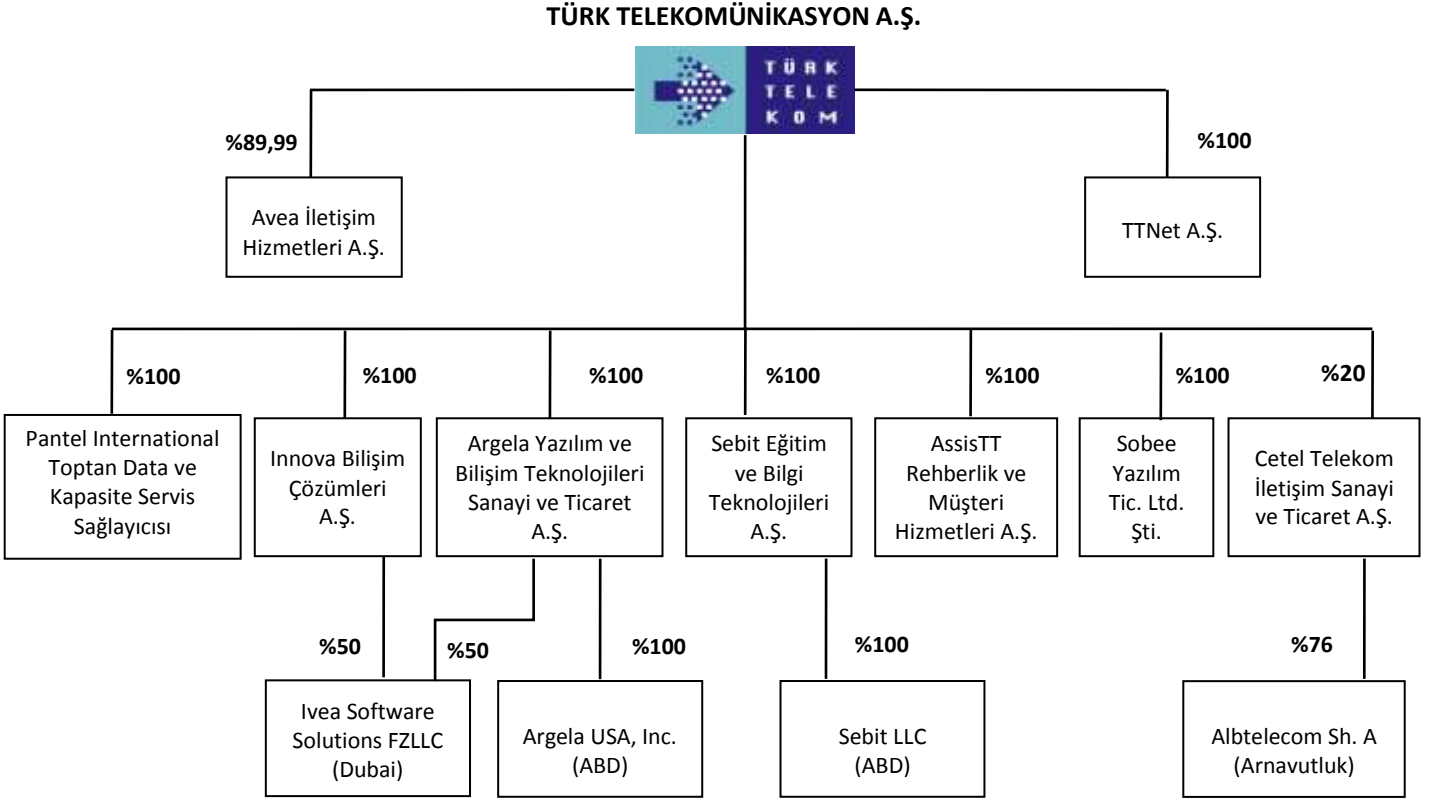 TÜRK TELEKOMÜNİKASYON A.Ş.
TÜRK
TELE
KOM
%89,99
%100
Avea İletişim
Hizmetleri A.Ş.
TTNet A.Ş.
%100
%100
%100
%100
%100
%100
%20
Pantel International
Toptan Data ve
Kapasite Servis
Sağlayıcısı
Innova Bilişim
Çözümleri
A.Ş.
Argela Yazılım ve
Bilişim Teknolojileri
Sanayi ve Ticaret
A.Ş.
Sebit Eğitim
ve Bilgi
Teknolojileri
A.Ş.
AssisTT
Rehberlik ve
Müşteri
Hizmetleri A.Ş.
Sobee
Yazılım
Tic. Ltd.
Şti.
Cetel Telekom
İletişim Sanayi
ve Ticaret A.Ş.
%50
%50
%100
%100
%76
Ivea Software
Solutions FZLLC
(Dubai)
Argela USA, Inc.
(ABD)
Sebit LLC
(ABD)
Albtelecom Sh. A
(Arnavutluk)